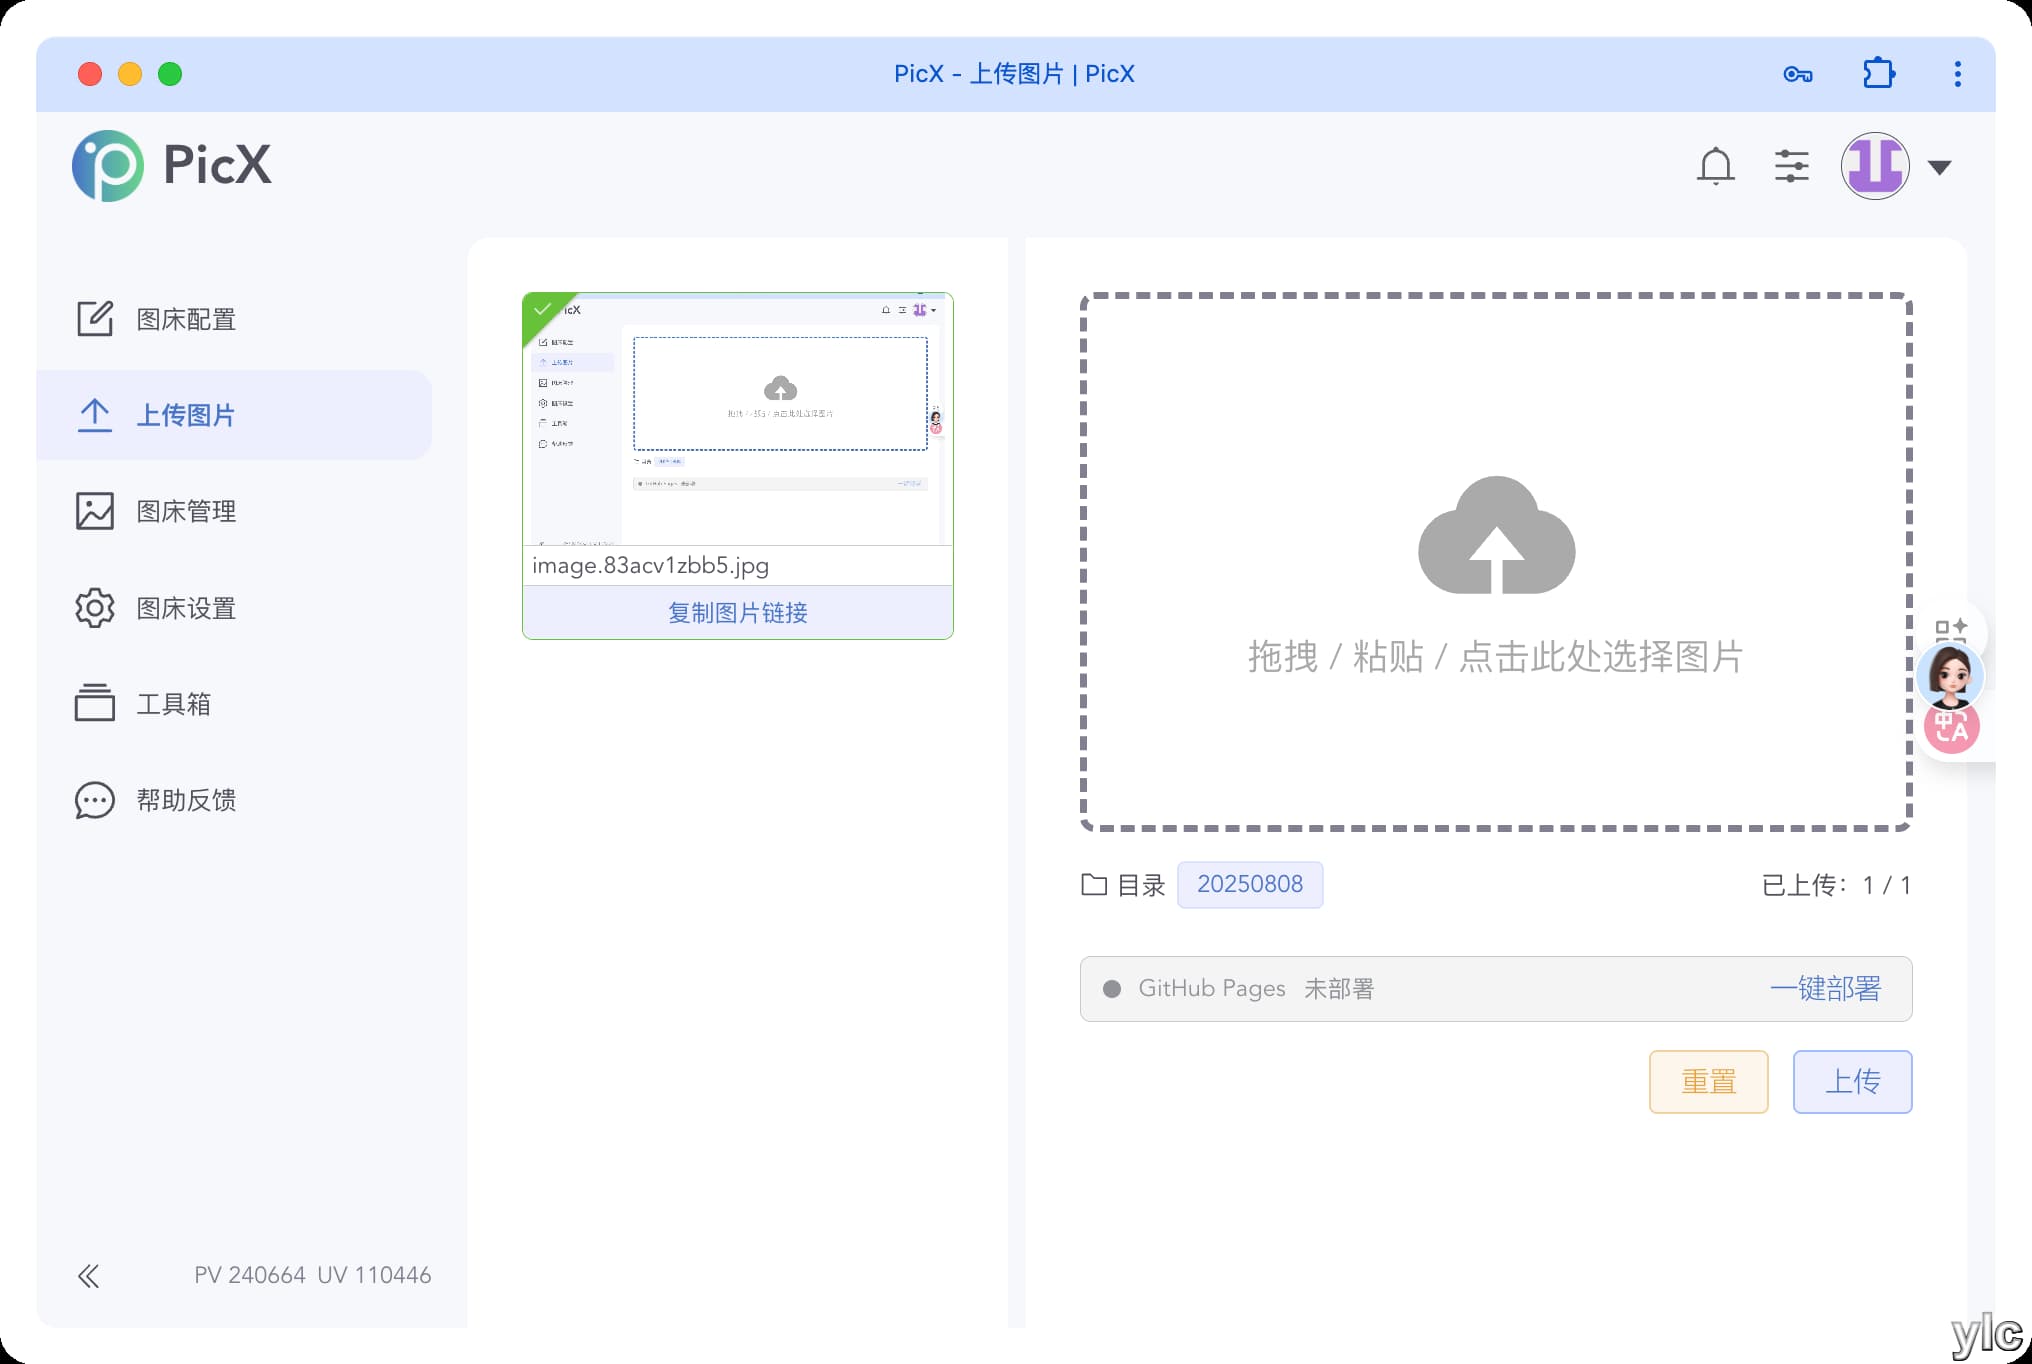 PicX - 上传图片 | PicX
PicX
图床配置
上传图片
图床管理
图床设置
工具箱
帮助反馈
PV 240664 UV 110446
image.83acv1zbb5.jpg
复制图片链接
拖拽 / 粘贴 / 点击此处选择图片
目录 20250808 已上传：1 / 1
GitHub Pages 未部署 一键部署
重置 上传
ylc